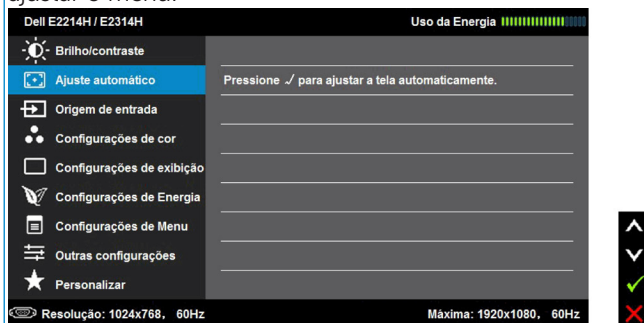 Dell E2214H / E2314H Uso da Energia
Brilho/contraste
Ajuste automático Pressione ✓ para ajustar a tela automaticamente.
Origem de entrada
Configurações de cor
Configurações de exibição
Configurações de Energia
Configurações de Menu
Outras configurações
Personalizar
Resolução: 1024x768, 60Hz Máxima: 1920x1080, 60Hz